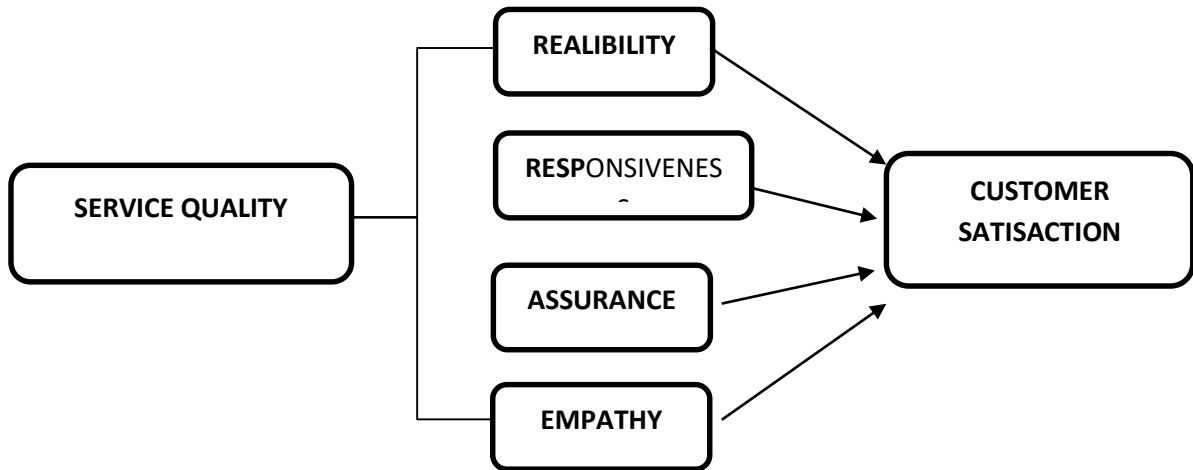 REALIBILITY
RESPONSIVENES
SERVICE QUALITY
CUSTOMER
SATISACTION
ASSURANCE
EMPATHY